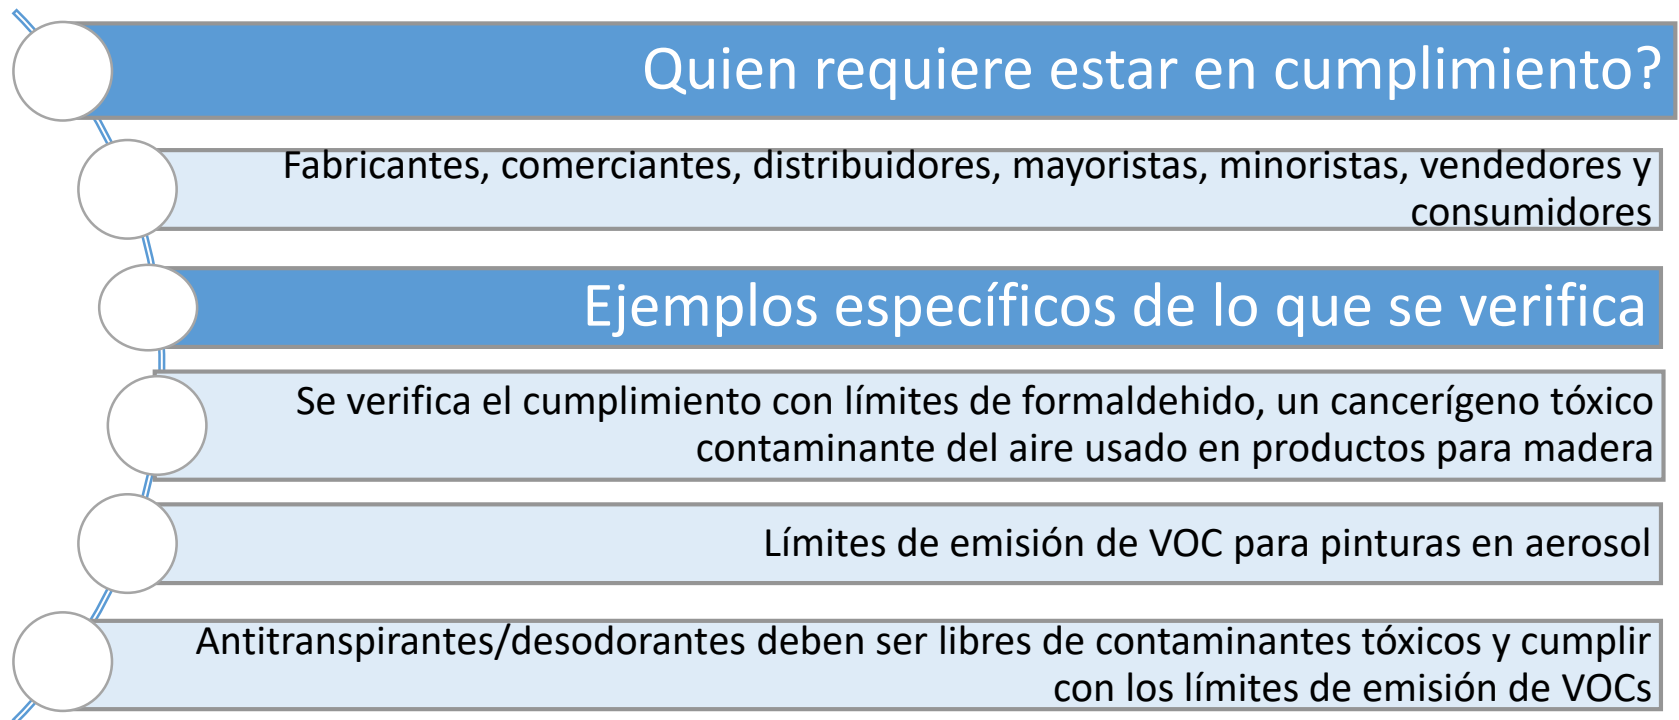 Quien requiere estar en cumplimiento?
Fabricantes, comerciantes, distribuidores, mayoristas, minoristas, vendedores y
consumidores
Ejemplos específicos de lo que se verifica
Se verifica el cumplimiento con límites de formaldehido, un cancerígeno tóxico
contaminante del aire usado en productos para madera
Límites de emisión de VOC para pinturas en aerosol
Antitranspirantes/desodorantes deben ser libres de contaminantes tóxicos y cumplir
con los límites de emisión de VOCs